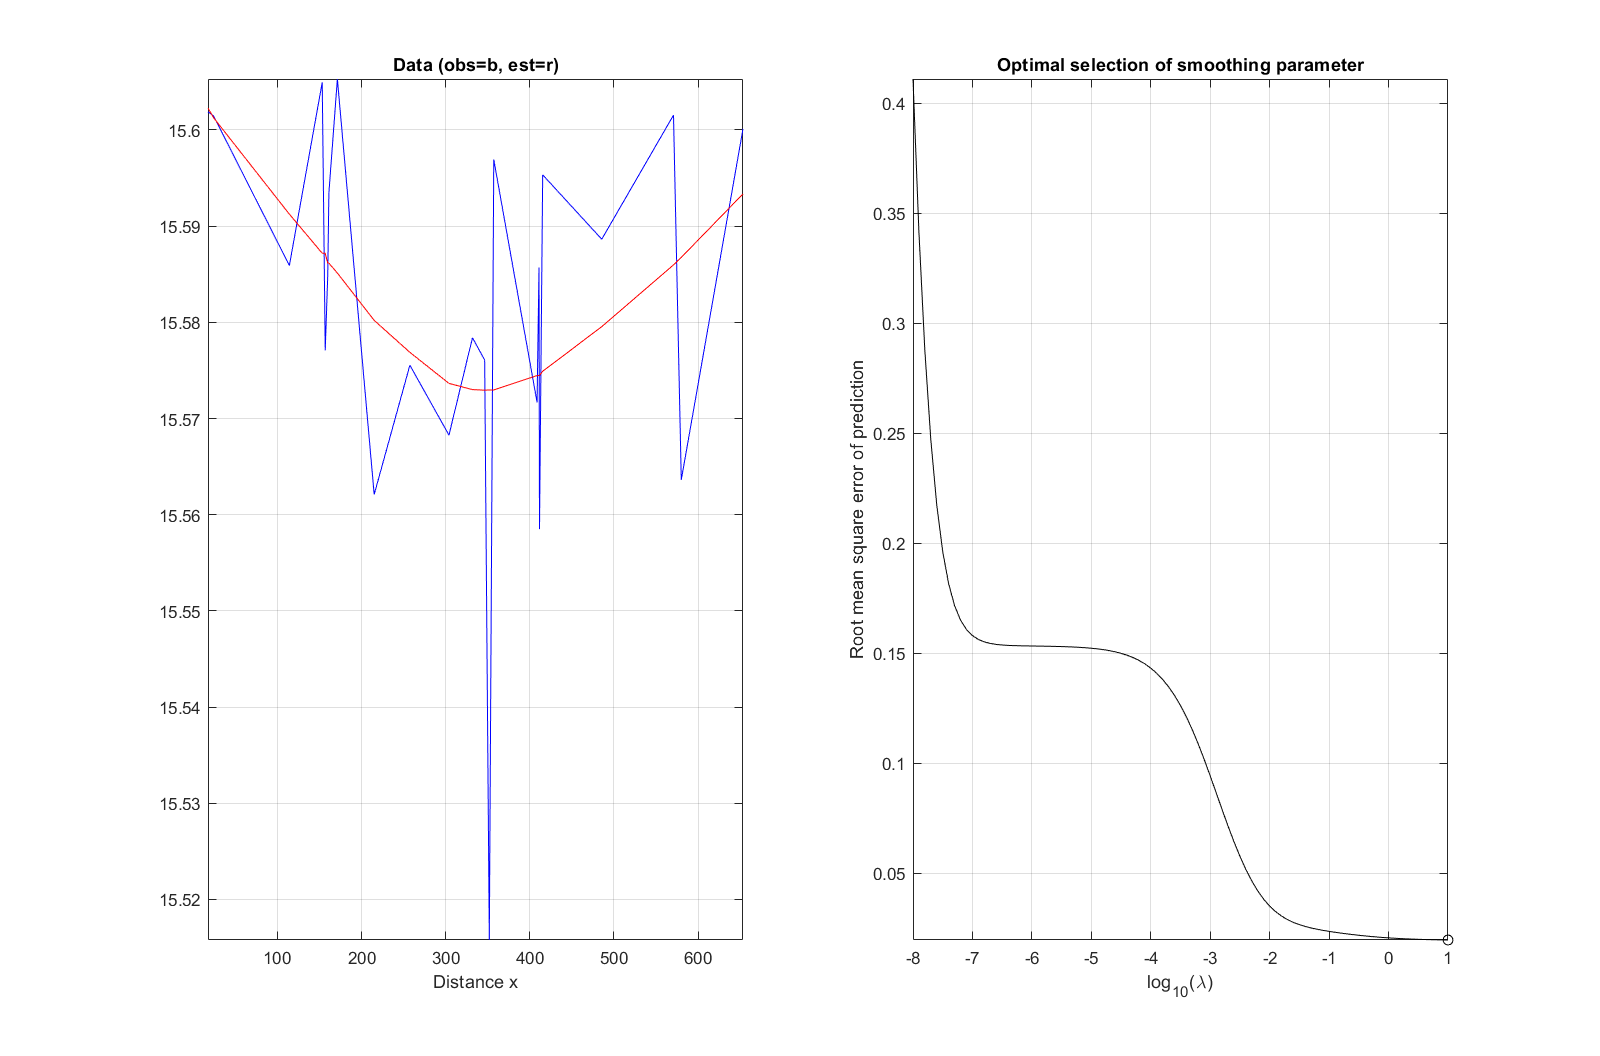 Data (obs=b, est=r)
15.6
15.59
15.58
15.57
15.56
15.55
15.54
15.53
15.52
100 200 300 400 500 600
Distance x
Optimal selection of smoothing parameter
Root mean square error of prediction
0.4
0.35
0.3
0.25
0.2
0.15
0.1
0.05
-8 -7 -6 -5 -4 -3 -2 -1 0 1
log10(λ)